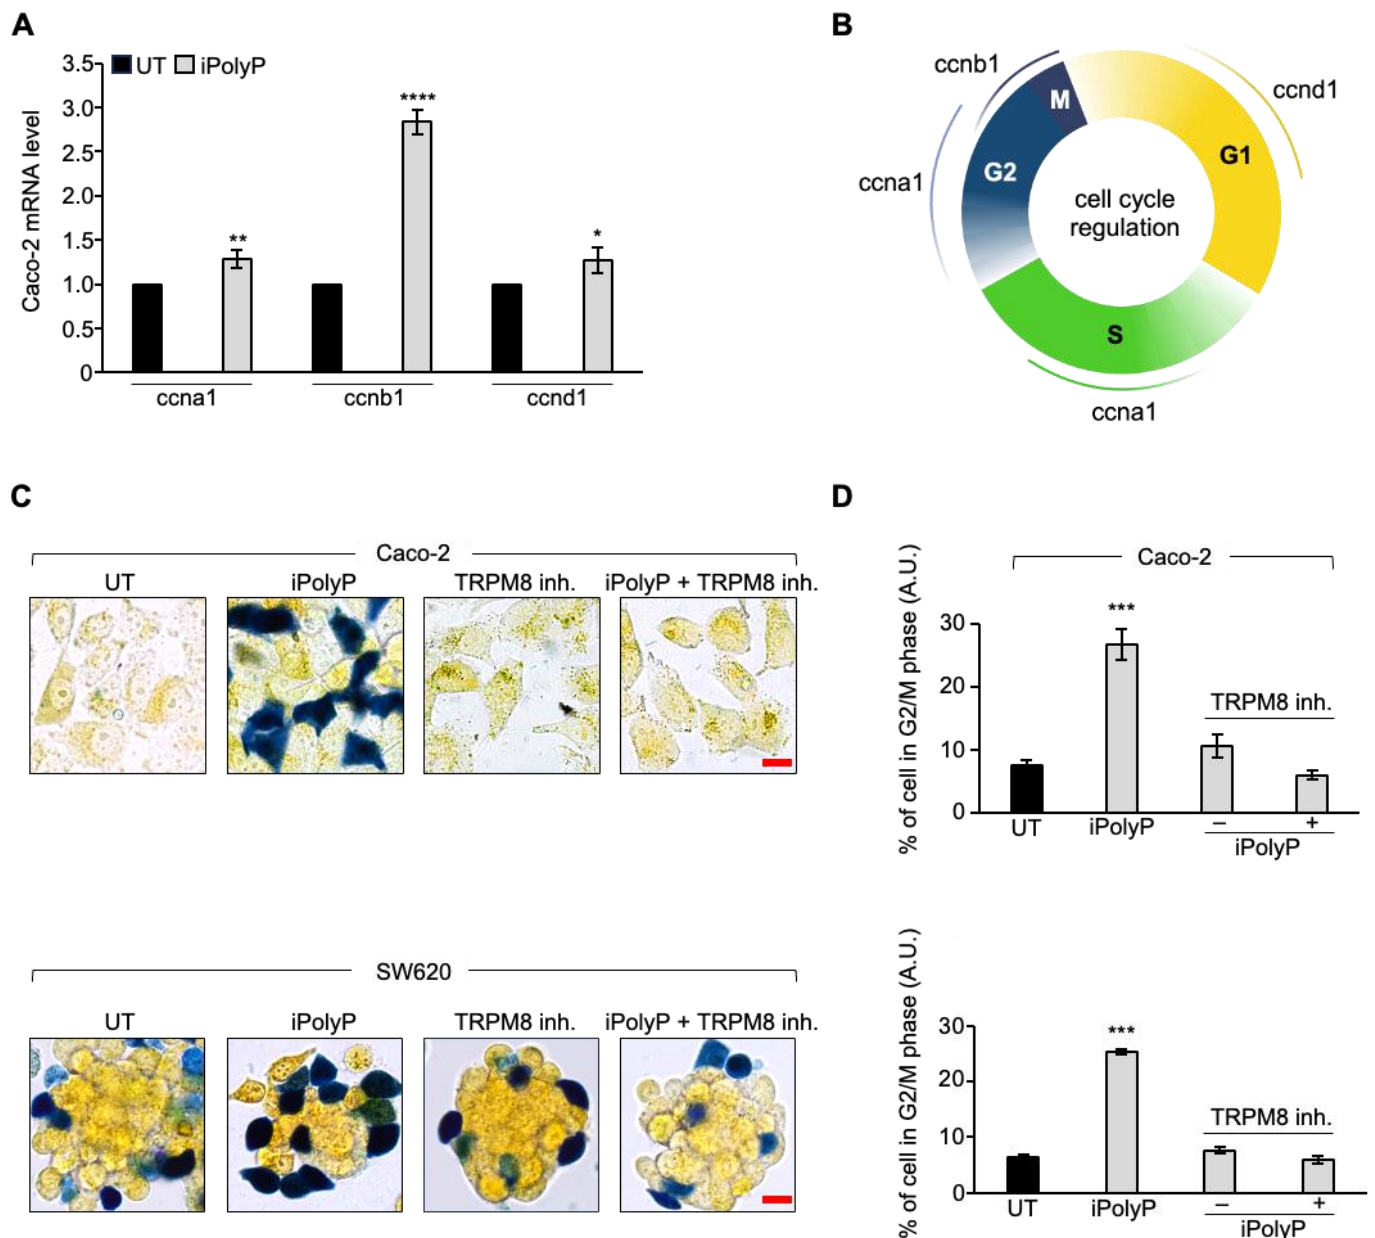 A
UT iPolyP
Caco-2 mRNA level
3.5
3.0
2.5
2.0
1.5
1.0
0.5
0
**
****
*
ccna1 ccnb1 ccnd1
B
ccnb1
ccnd1
ccna1
M
G1
G2
S
cell cycle
regulation
ccna1
C
Caco-2
UT iPolyP TRPM8 inh. iPolyP + TRPM8 inh.
SW620
UT iPolyP TRPM8 inh. iPolyP + TRPM8 inh.
D
Caco-2
% of cell in G2/M phase (A.U.)
30
20
10
0
***
TRPM8 inh.
UT iPolyP – +
iPolyP
% of cell in G2/M phase (A.U.)
30
20
10
0
***
TRPM8 inh.
UT iPolyP – +
iPolyP